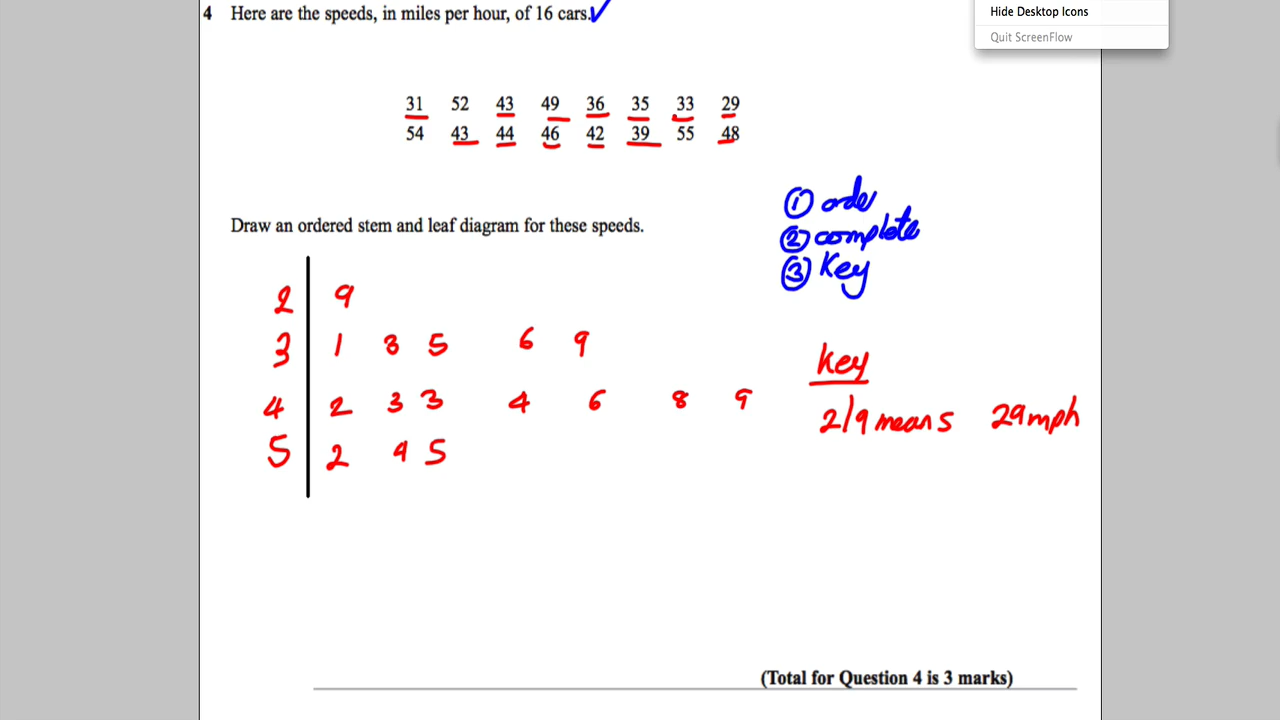 Hide Desktop Icons
Quit ScreenFlow
4 Here are the speeds, in miles per hour, of 16 cars.
31 52 43 49 36 35 33 29
54 43 44 46 42 39 55 48
① order
② complete
③ Key
Draw an ordered stem and leaf diagram for these speeds.
2 9
3 1 3 5 6 9
4 2 3 3 4 6 8 9
5 2 4 5
key
2/9 means 29mph
(Total for Question 4 is 3 marks)